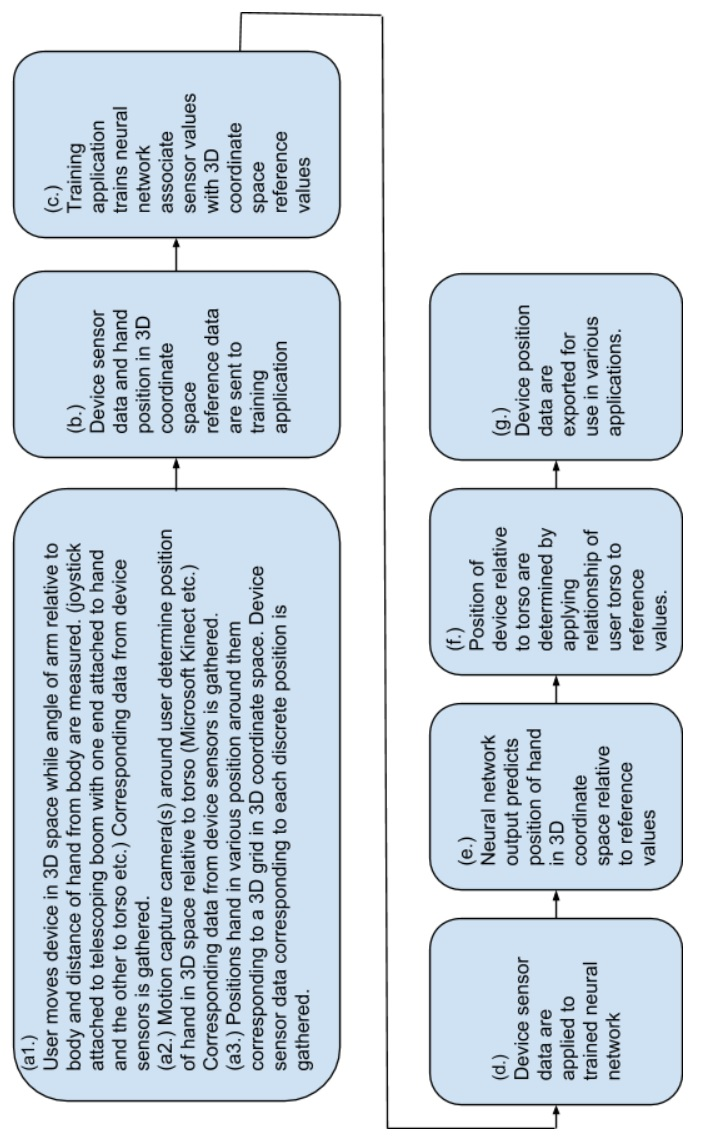 (a1.)
User moves device in 3D space while angle of arm relative to
body and distance of hand from body are measured. (joystick
attached to telescoping boom with one end attached to hand
and the other to torso etc.) Corresponding data from device
sensors is gathered.
(a2.) Motion capture camera(s) around user determine position
of hand in 3D space relative to torso (Microsoft Kinect etc.)
Corresponding data from device sensors is gathered.
(a3.) Positions hand in various position around them
corresponding to a 3D grid in 3D coordinate space. Device
sensor data corresponding to each discrete position is
gathered.
(b.)
Device sensor
data and hand
position in 3D
coordinate
space
reference data
are sent to
training
application
(c.)
Training
application
trains neural
network
associate
sensor values
with 3D
coordinate
space
reference
values
(d.)
Device sensor
data are
applied to
trained neural
network
(e.)
Neural network
output predicts
position of hand
in 3D
coordinate
space relative
to reference
values
(f.)
Position of
device relative
to torso are
determined by
applying
relationship of
user torso to
reference
values.
(g.)
Device position
data are
exported for
use in various
applications.